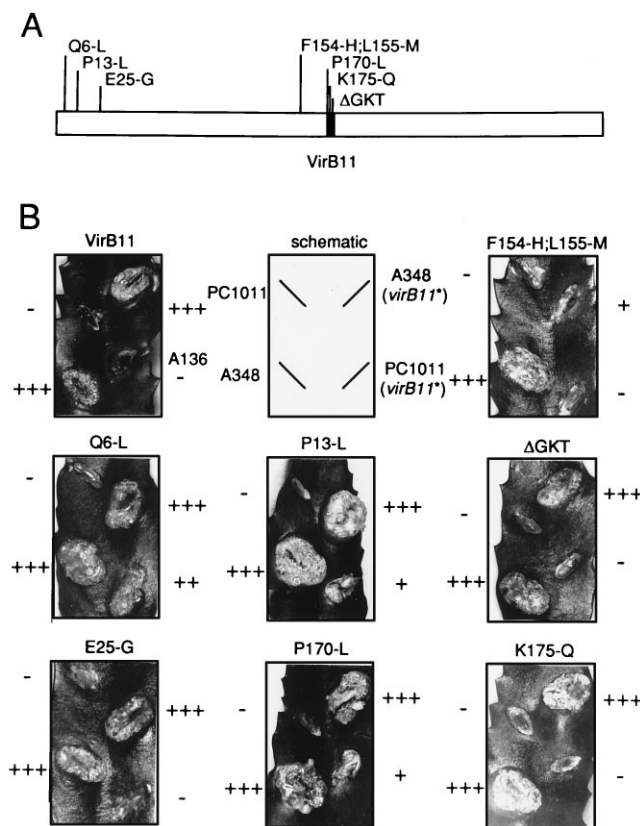 A
Q6-L
P13-L
E25-G
F154-H;L155-M
P170-L
K175-Q
ΔGKT
VirB11
B
VirB11
schematic
F154-H;L155-M
-
+++
A136
-
+++
PC1011
A348
(virB11*)
A348
PC1011
(virB11*)
-
+
+++
-
Q6-L
P13-L
ΔGKT
-
+++
+++
++
-
+++
+++
+
-
+++
+++
-
E25-G
P170-L
K175-Q
-
+++
+++
-
-
+++
+++
+
-
+++
+++
-